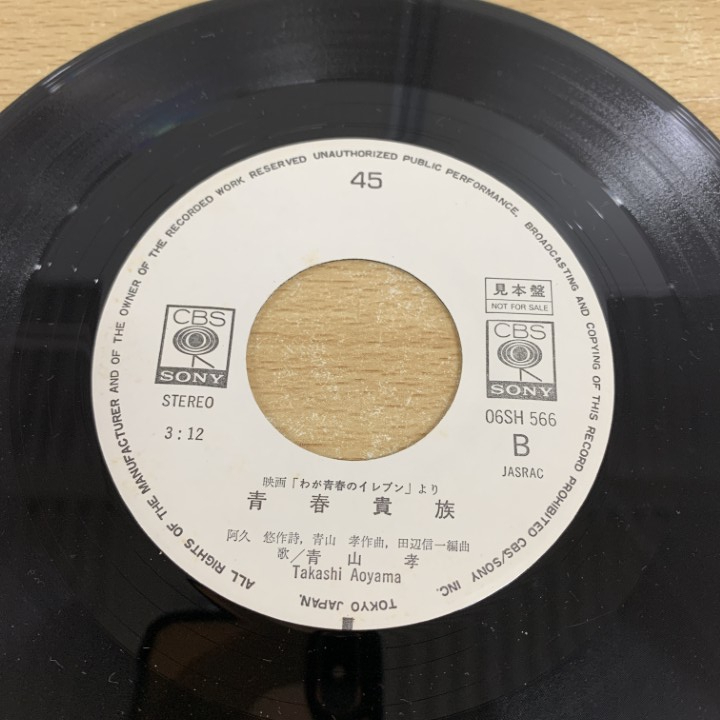 ALL RIGHTS OF THE MANUFACTURER AND OF THE OWNER OF THE RECORDED WORK RESERVED UNAUTHORIZED PUBLIC PERFORMANCE, BROADCASTING AND COPYING OF THIS RECORD PROHIBITED CBS/SONY INC.
TOKYO JAPAN.
45
CBS
SONY
STEREO
3:12
見本盤
NOT FOR SALE
CBS
SONY
06SH 566
B
JASRAC
映画「わが青春のイレブン」より
青春貴族
阿久 悠作詩, 青山 孝作曲, 田辺信一編曲
歌/青山 孝
Takashi Aoyama